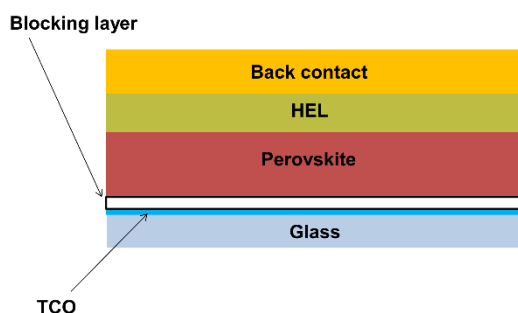 Blocking layer
Back contact
HEL
Perovskite
Glass
TCO